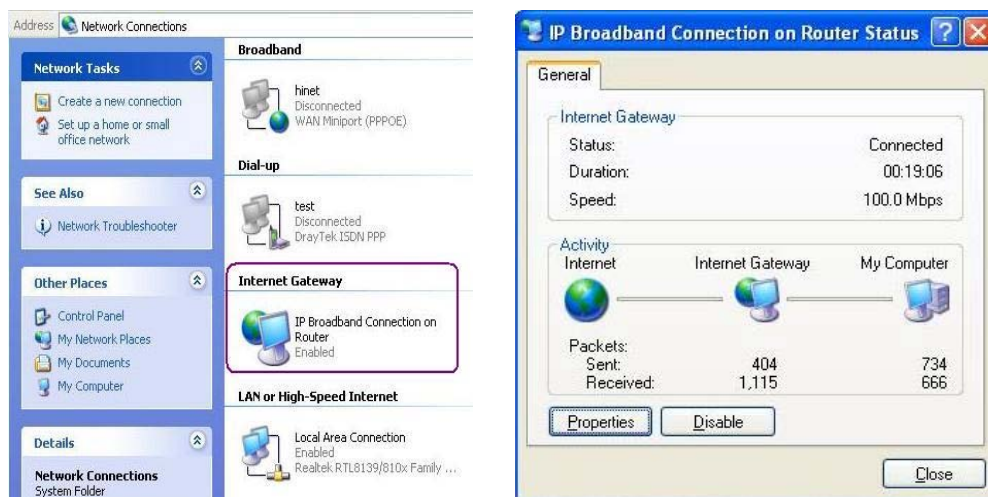 Address Network Connections
Network Tasks
Create a new connection
Set up a home or small
office network
See Also
Network Troubleshooter
Other Places
Control Panel
My Network Places
My Documents
My Computer
Details
Network Connections
System Folder
Broadband
hinet
Disconnected
WAN Miniport (PPPOE)
Dial-up
test
Disconnected
DrayTek ISDN PPP
Internet Gateway
IP Broadband Connection on
Router
Enabled
LAN or High-Speed Internet
Local Area Connection
Enabled
Realtek RTL8139/810x Family ...
IP Broadband Connection on Router Status
General
Internet Gateway
Status: Connected
Duration: 00:19:06
Speed: 100.0 Mbps
Activity
Internet Internet Gateway My Computer
Packets:
Sent: 404 734
Received: 1,115 666
Properties Disable
Close